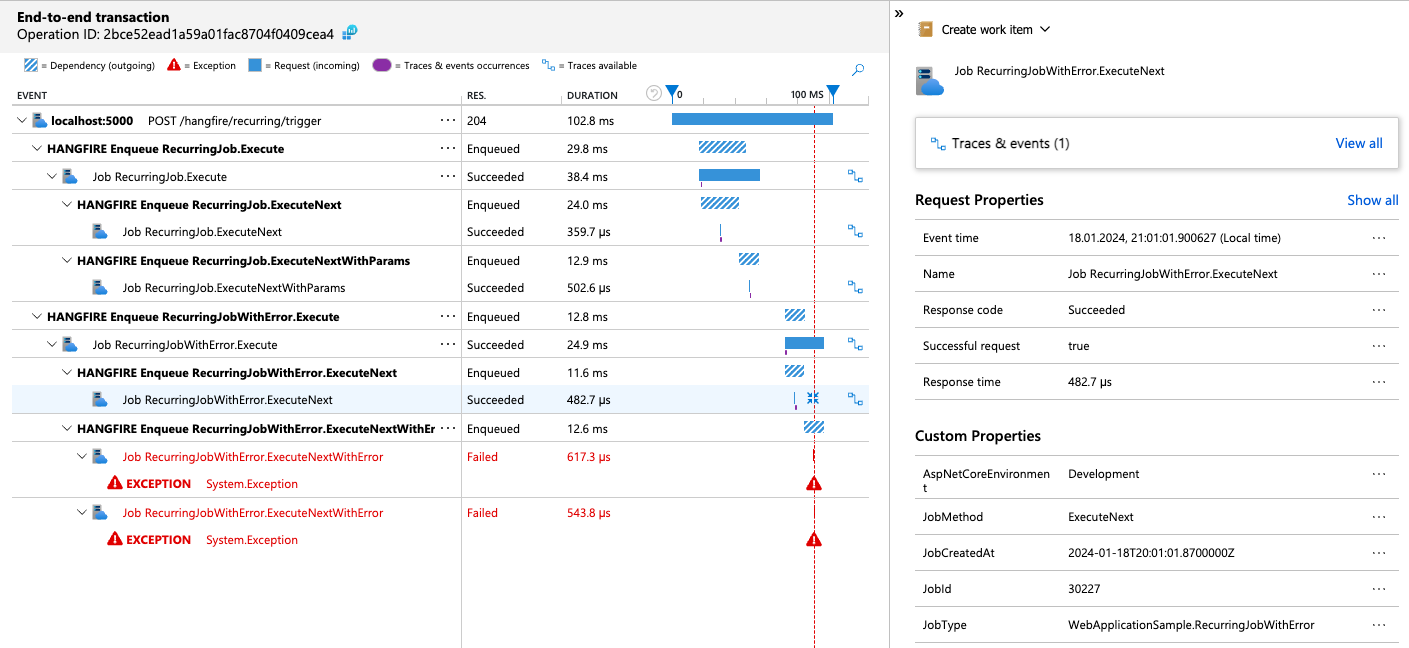 End-to-end transaction
Operation ID: 2bce52ead1a59a01fac8704f0409cea4
= Dependency (outgoing) = Exception = Request (incoming) = Traces & events occurrences = Traces available
EVENT RES. DURATION 0 100 MS
localhost:5000 POST /hangfire/recurring/trigger ··· 204 102.8 ms
HANGFIRE Enqueue RecurringJob.Execute ··· Enqueued 29.8 ms
Job RecurringJob.Execute ··· Succeeded 38.4 ms
HANGFIRE Enqueue RecurringJob.ExecuteNext Enqueued 24.0 ms
Job RecurringJob.ExecuteNext Succeeded 359.7 µs
HANGFIRE Enqueue RecurringJob.ExecuteNextWithParams Enqueued 12.9 ms
Job RecurringJob.ExecuteNextWithParams Succeeded 502.6 µs
HANGFIRE Enqueue RecurringJobWithError.Execute ··· Enqueued 12.8 ms
Job RecurringJobWithError.Execute ··· Succeeded 24.9 ms
HANGFIRE Enqueue RecurringJobWithError.ExecuteNext Enqueued 11.6 ms
Job RecurringJobWithError.ExecuteNext Succeeded 482.7 µs
HANGFIRE Enqueue RecurringJobWithError.ExecuteNextWithEr ··· Enqueued 12.6 ms
Job RecurringJobWithError.ExecuteNextWithError Failed 617.3 µs
EXCEPTION System.Exception
Job RecurringJobWithError.ExecuteNextWithError Failed 543.8 µs
EXCEPTION System.Exception
»
Create work item
Job RecurringJobWithError.ExecuteNext
Traces & events (1) View all
Request Properties Show all
Event time 18.01.2024, 21:01:01.900627 (Local time) ···
Name Job RecurringJobWithError.ExecuteNext ···
Response code Succeeded ···
Successful request true ···
Response time 482.7 µs ···
Custom Properties
AspNetCoreEnvironmen Development ···
t
JobMethod ExecuteNext ···
JobCreatedAt 2024-01-18T20:01:01.8700000Z ···
JobId 30227 ···
JobType WebApplicationSample.RecurringJobWithError ···